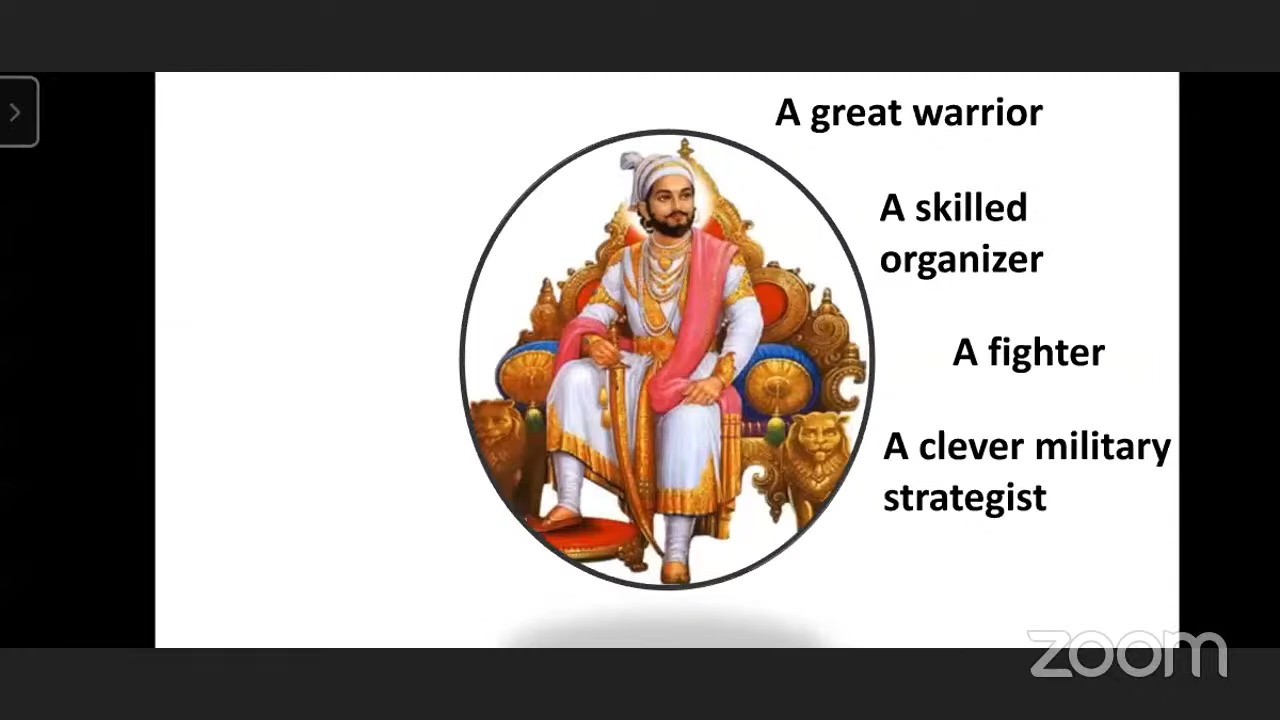 A great warrior
A skilled
organizer
A fighter
A clever military
strategist
zoom